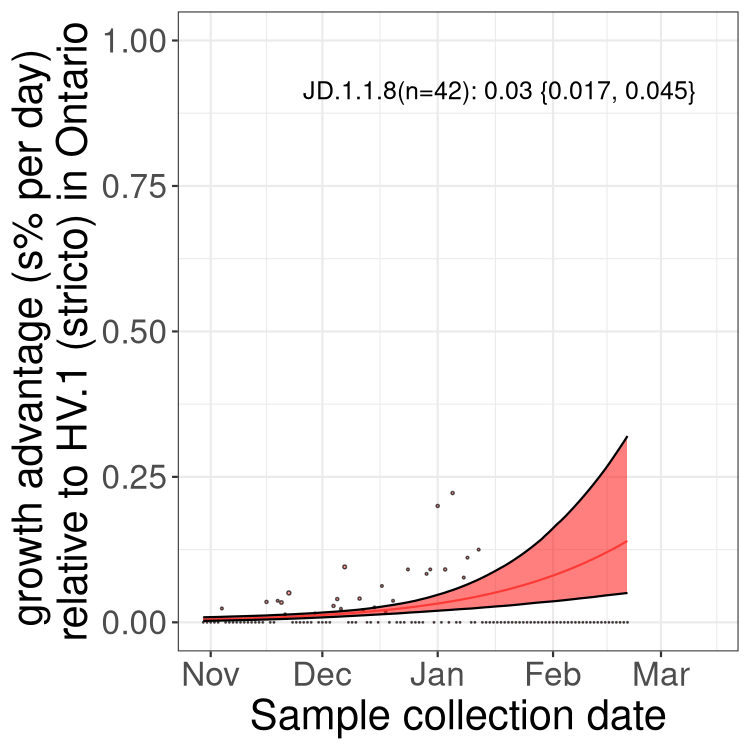 growth advantage (s% per day)
relative to HV.1 (stricto) in Ontario
1.00
JD.1.1.8(n=42): 0.03 {0.017, 0.045}
0.75
0.50
0.25
0.00
Nov Dec Jan Feb Mar
Sample collection date